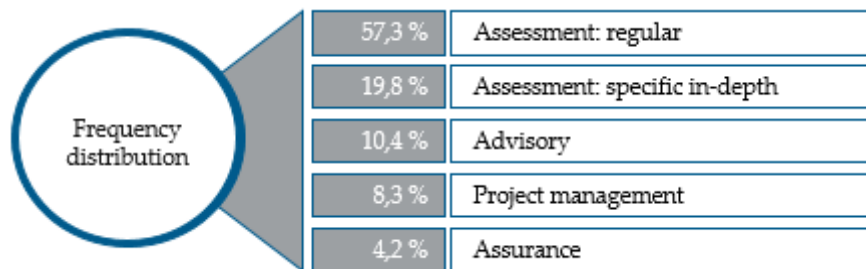 Frequency
distribution
57,3 % Assessment: regular
19,8 % Assessment: specific in-depth
10,4 % Advisory
8,3 % Project management
4,2 % Assurance